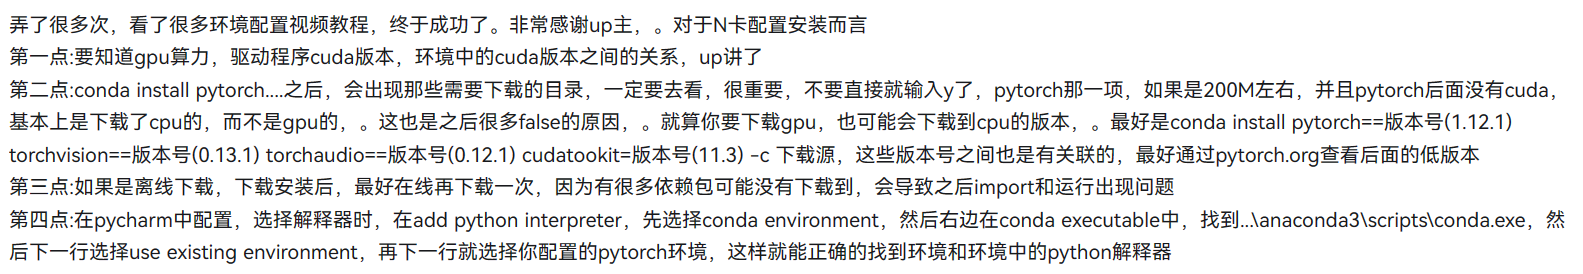 弄了很多次，看了很多环境配置视频教程，终于成功了。非常感谢up主，。对于N卡配置安装而言
第一点:要知道gpu算力，驱动程序cuda版本，环境中的cuda版本之间的关系，up讲了
第二点:conda install pytorch....之后，会出现那些需要下载的目录，一定要去看，很重要，不要直接就输入y了，pytorch那一项，如果是200M左右，并且pytorch后面没有cuda，
基本上是下载了cpu的，而不是gpu的，。这也是之后很多false的原因，。就算你要下载gpu，也可能会下载到cpu的版本，。最好是conda install pytorch==版本号(1.12.1)
torchvision==版本号(0.13.1) torchaudio==版本号(0.12.1) cudatookit=版本号(11.3) -c 下载源，这些版本号之间也是有关联的，最好通过pytorch.org查看后面的低版本
第三点:如果是离线下载，下载安装后，最好在线再下载一次，因为有很多依赖包可能没有下载到，会导致之后import和运行出现问题
第四点:在pycharm中配置，选择解释器时，在add python interpreter，先选择conda environment，然后右边在conda executable中，找到...\anaconda3\scripts\conda.exe，然
后下一行选择use existing environment，再下一行就选择你配置的pytorch环境，这样就能正确的找到环境和环境中的python解释器